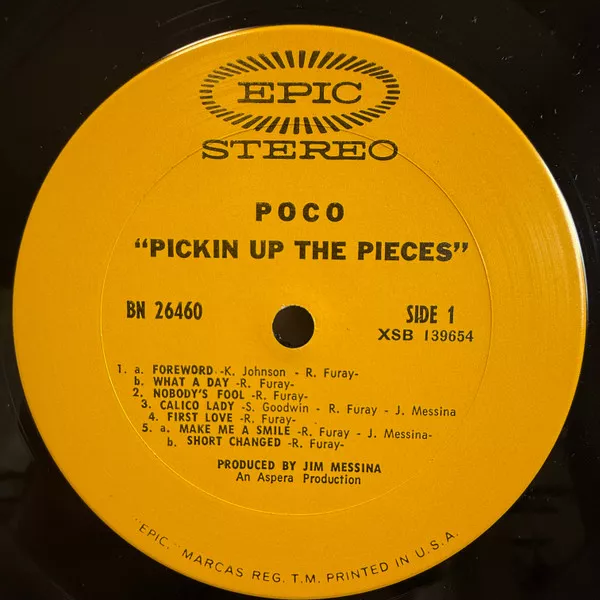 EPIC
STEREO
POCO
"PICKIN UP THE PIECES"
BN 26460
SIDE 1
XSB 139654
1. a. FOREWORD -K. Johnson - R. Furay-
b. WHAT A DAY -R. Furay-
2. NOBODY'S FOOL -R. Furay-
3. CALICO LADY -S. Goodwin - R. Furay - J. Messina
4. FIRST LOVE -R. Furay-
5. a. MAKE ME A SMILE -R. Furay - J. Messina-
b. SHORT CHANGED -R. Furay-
PRODUCED BY JIM MESSINA
An Aspera Production
"EPIC," MARCAS REG. T.M. PRINTED IN U.S.A.